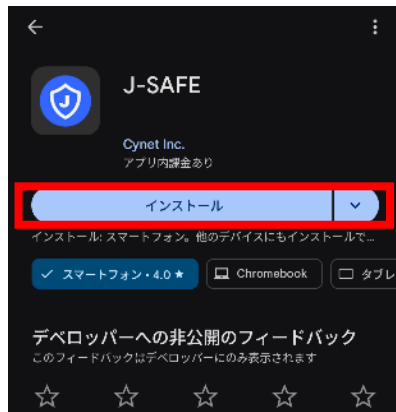 J-SAFE
Cynet Inc.
アプリ内課金あり
インストール
インストール: スマートフォン。他のデバイスにもインストールで...
スマートフォン・4.0 ★ Chromebook タブレ
デベロッパーへの非公開のフィードバック
このフィードバックはデベロッパーにのみ表示されます